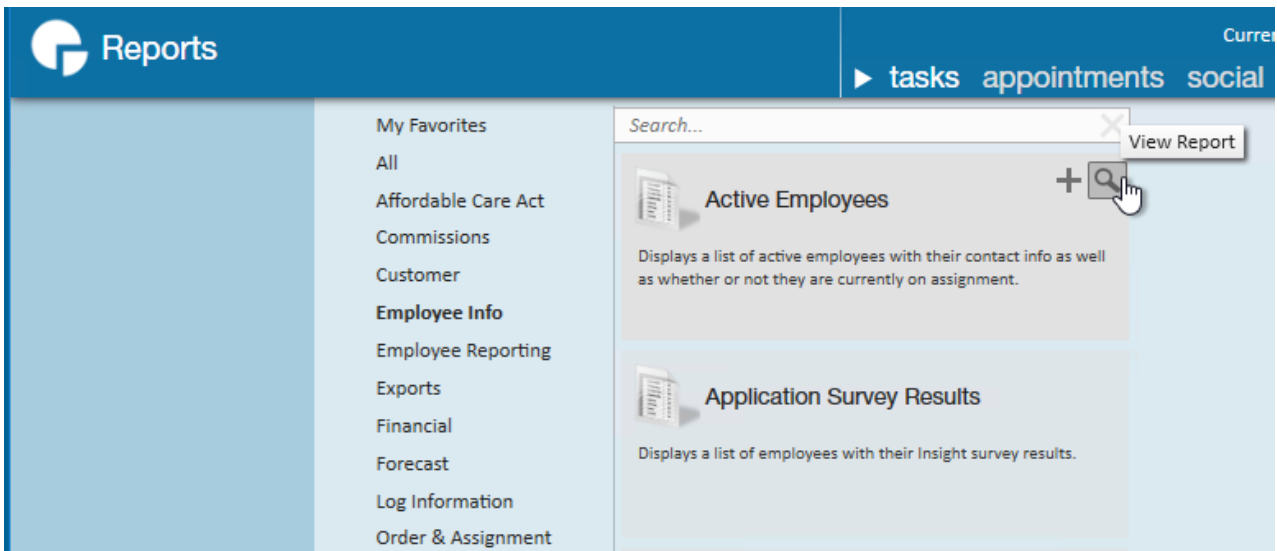 Reports
Curre
tasks appointments social
My Favorites
All
Affordable Care Act
Commissions
Customer
Employee Info
Employee Reporting
Exports
Financial
Forecast
Log Information
Order & Assignment
Search...
View Report
Active Employees
Displays a list of active employees with their contact info as well
as whether or not they are currently on assignment.
Application Survey Results
Displays a list of employees with their Insight survey results.